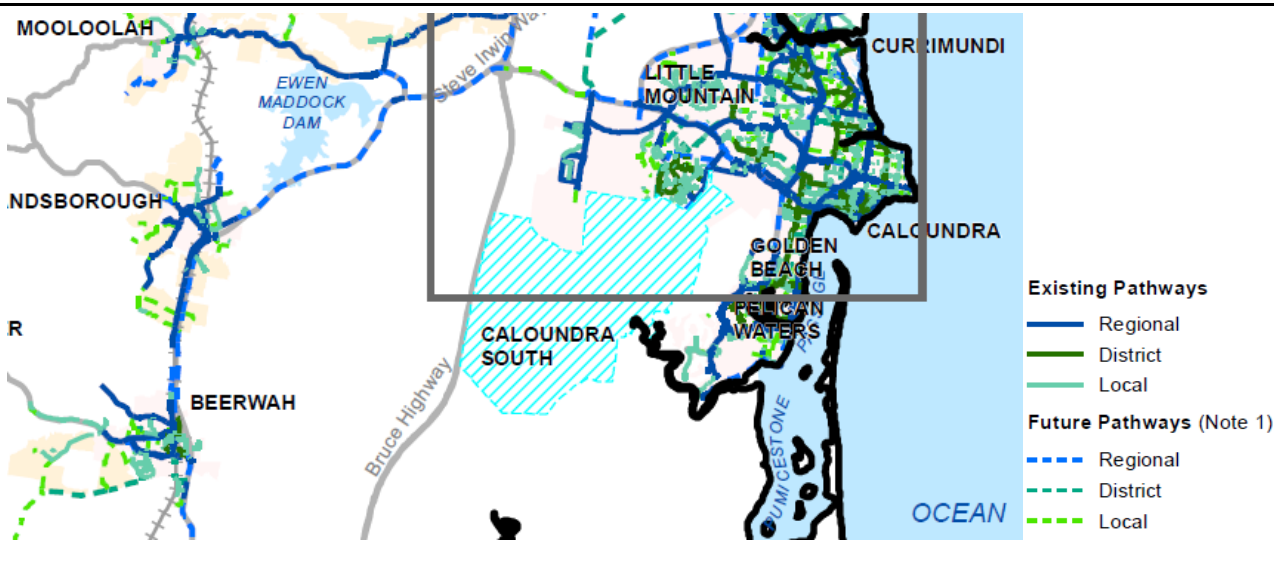 MOOLOOLAH
Steve Irwin Way
CURRIMUNDI
LITTLE
MOUNTAIN
EWEN
MADDOCK
DAM
NDSBOROUGH
CALOUNDRA
GOLDEN
BEACH
PELICAN
WATERS
R
CALOUNDRA
SOUTH
BEERWAH
Bruce Highway
PUMICESTONE
OCEAN
Existing Pathways
Regional
District
Local
Future Pathways (Note 1)
Regional
District
Local